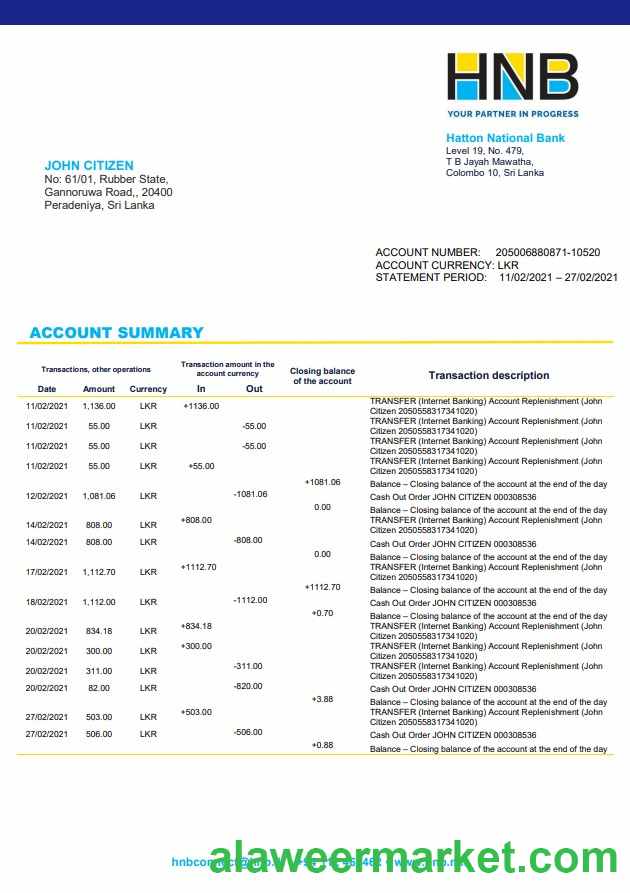 HNB
YOUR PARTNER IN PROGRESS
Hatton National Bank
Level 19, No. 479,
T B Jayah Mawatha,
Colombo 10, Sri Lanka
JOHN CITIZEN
No: 61/01, Rubber State,
Gannoruwa Road,, 20400
Peradeniya, Sri Lanka
ACCOUNT NUMBER: 205006880871-10520
ACCOUNT CURRENCY: LKR
STATEMENT PERIOD: 11/02/2021 – 27/02/2021
ACCOUNT SUMMARY
Transactions, other operations
Transaction amount in the
account currency
Closing balance
of the account
Transaction description
Date Amount Currency In Out
11/02/2021 1,136.00 LKR +1136.00 TRANSFER (Internet Banking) Account Replenishment (John
Citizen 2050558317341020)
11/02/2021 55.00 LKR -55.00 TRANSFER (Internet Banking) Account Replenishment (John
Citizen 2050558317341020)
11/02/2021 55.00 LKR -55.00 TRANSFER (Internet Banking) Account Replenishment (John
Citizen 2050558317341020)
11/02/2021 55.00 LKR +55.00 TRANSFER (Internet Banking) Account Replenishment (John
Citizen 2050558317341020)
+1081.06 Balance – Closing balance of the account at the end of the day
12/02/2021 1,081.06 LKR -1081.06 Cash Out Order JOHN CITIZEN 000308536
0.00 Balance – Closing balance of the account at the end of the day
14/02/2021 808.00 LKR +808.00 TRANSFER (Internet Banking) Account Replenishment (John
Citizen 2050558317341020)
14/02/2021 808.00 LKR -808.00 Cash Out Order JOHN CITIZEN 000308536
0.00 Balance – Closing balance of the account at the end of the day
17/02/2021 1,112.70 LKR +1112.70 TRANSFER (Internet Banking) Account Replenishment (John
Citizen 2050558317341020)
+1112.70 Balance – Closing balance of the account at the end of the day
18/02/2021 1,112.00 LKR -1112.00 Cash Out Order JOHN CITIZEN 000308536
+0.70 Balance – Closing balance of the account at the end of the day
20/02/2021 834.18 LKR +834.18 TRANSFER (Internet Banking) Account Replenishment (John
Citizen 2050558317341020)
20/02/2021 300.00 LKR +300.00 TRANSFER (Internet Banking) Account Replenishment (John
Citizen 2050558317341020)
20/02/2021 311.00 LKR -311.00 TRANSFER (Internet Banking) Account Replenishment (John
Citizen 2050558317341020)
20/02/2021 82.00 LKR -820.00 Cash Out Order JOHN CITIZEN 000308536
+3.88 Balance – Closing balance of the account at the end of the day
27/02/2021 503.00 LKR +503.00 TRANSFER (Internet Banking) Account Replenishment (John
Citizen 2050558317341020)
27/02/2021 506.00 LKR -506.00 Cash Out Order JOHN CITIZEN 000308536
+0.88 Balance – Closing balance of the account at the end of the day
alaweermarket.com